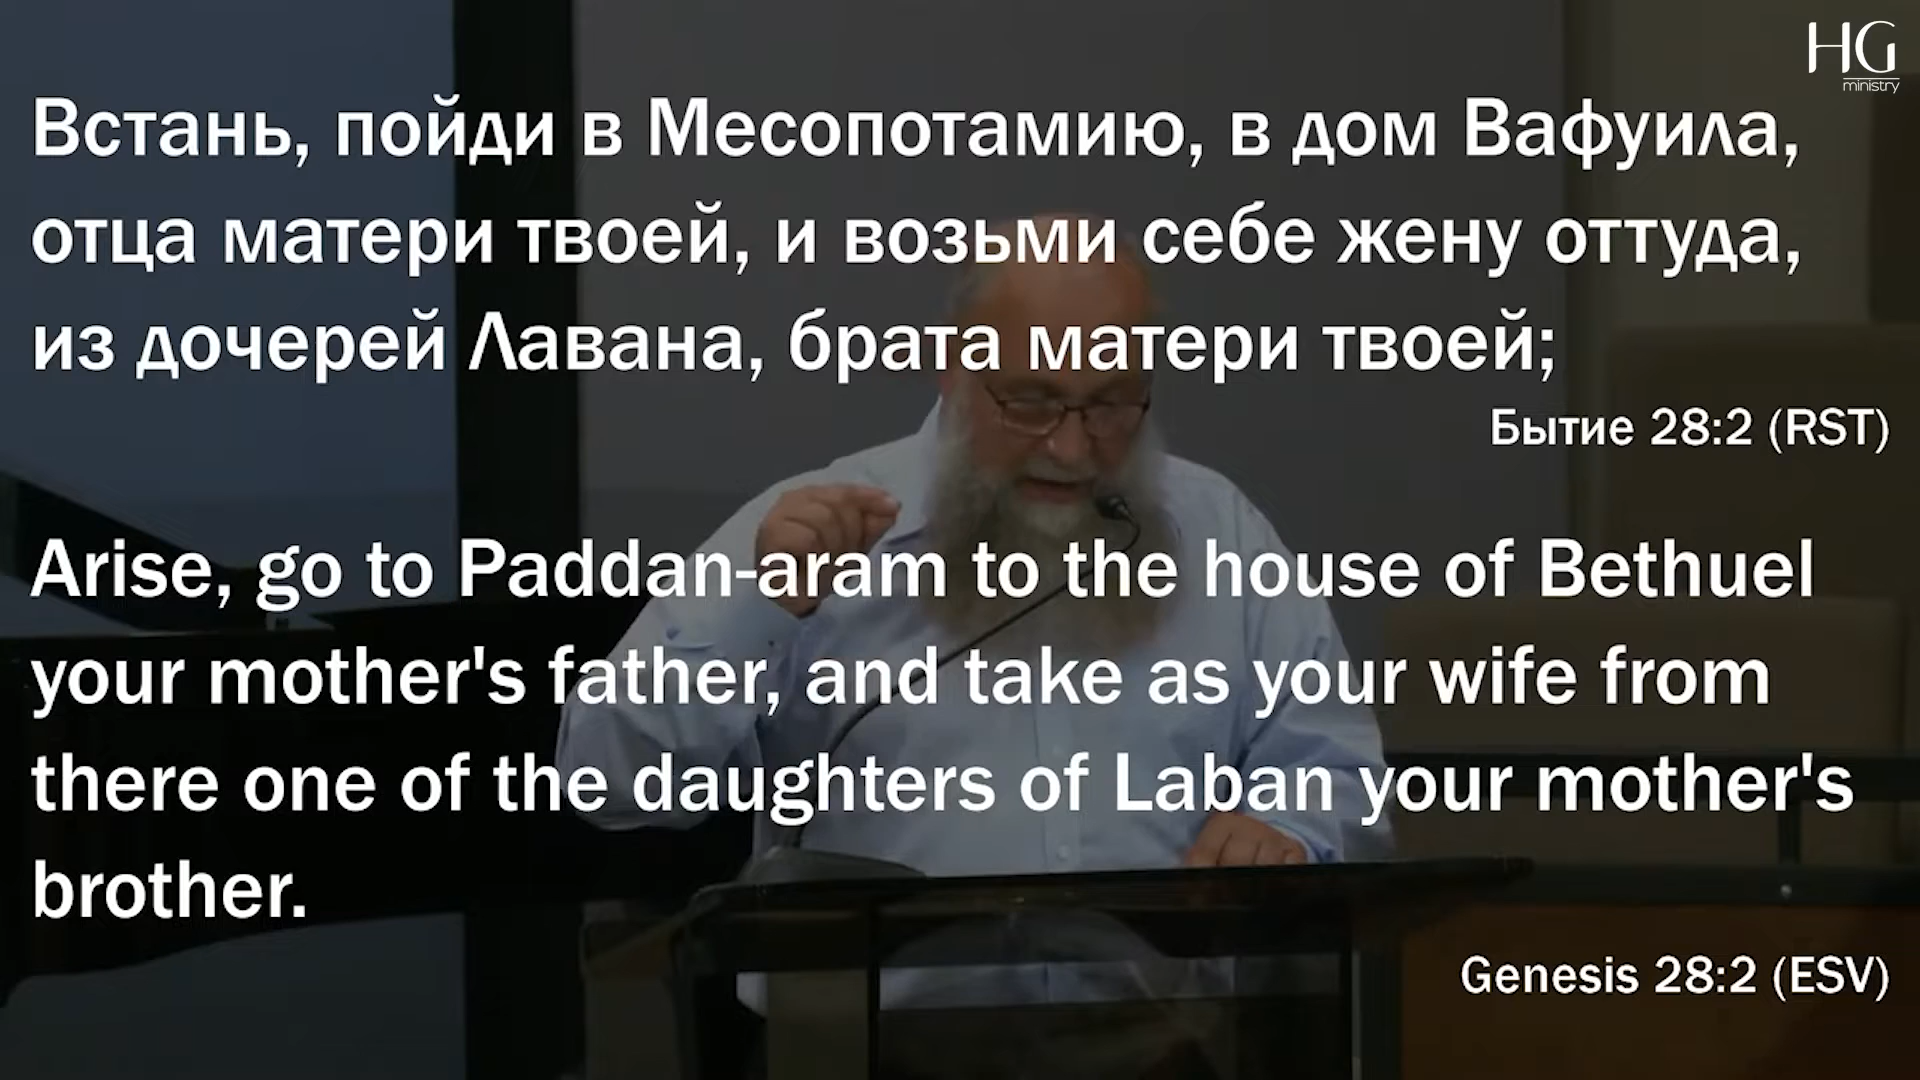 HG
ministry
Встань, пойди в Месопотамию, в дом Вафуила,
отца матери твоей, и возьми себе жену оттуда,
из дочерей Лавана, брата матери твоей;
Бытие 28:2 (RST)
Arise, go to Paddan-aram to the house of Bethuel
your mother's father, and take as your wife from
there one of the daughters of Laban your mother's
brother.
Genesis 28:2 (ESV)